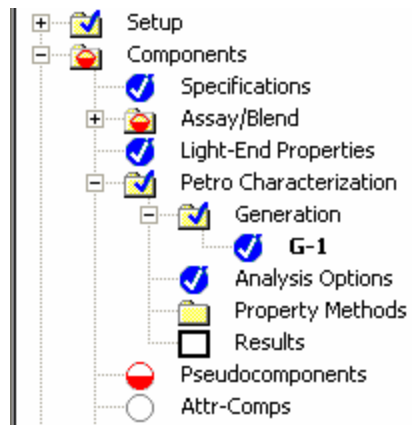 Setup
Components
Specifications
Assay/Blend
Light-End Properties
Petro Characterization
Generation
G-1
Analysis Options
Property Methods
Results
Pseudocomponents
Attr-Comps